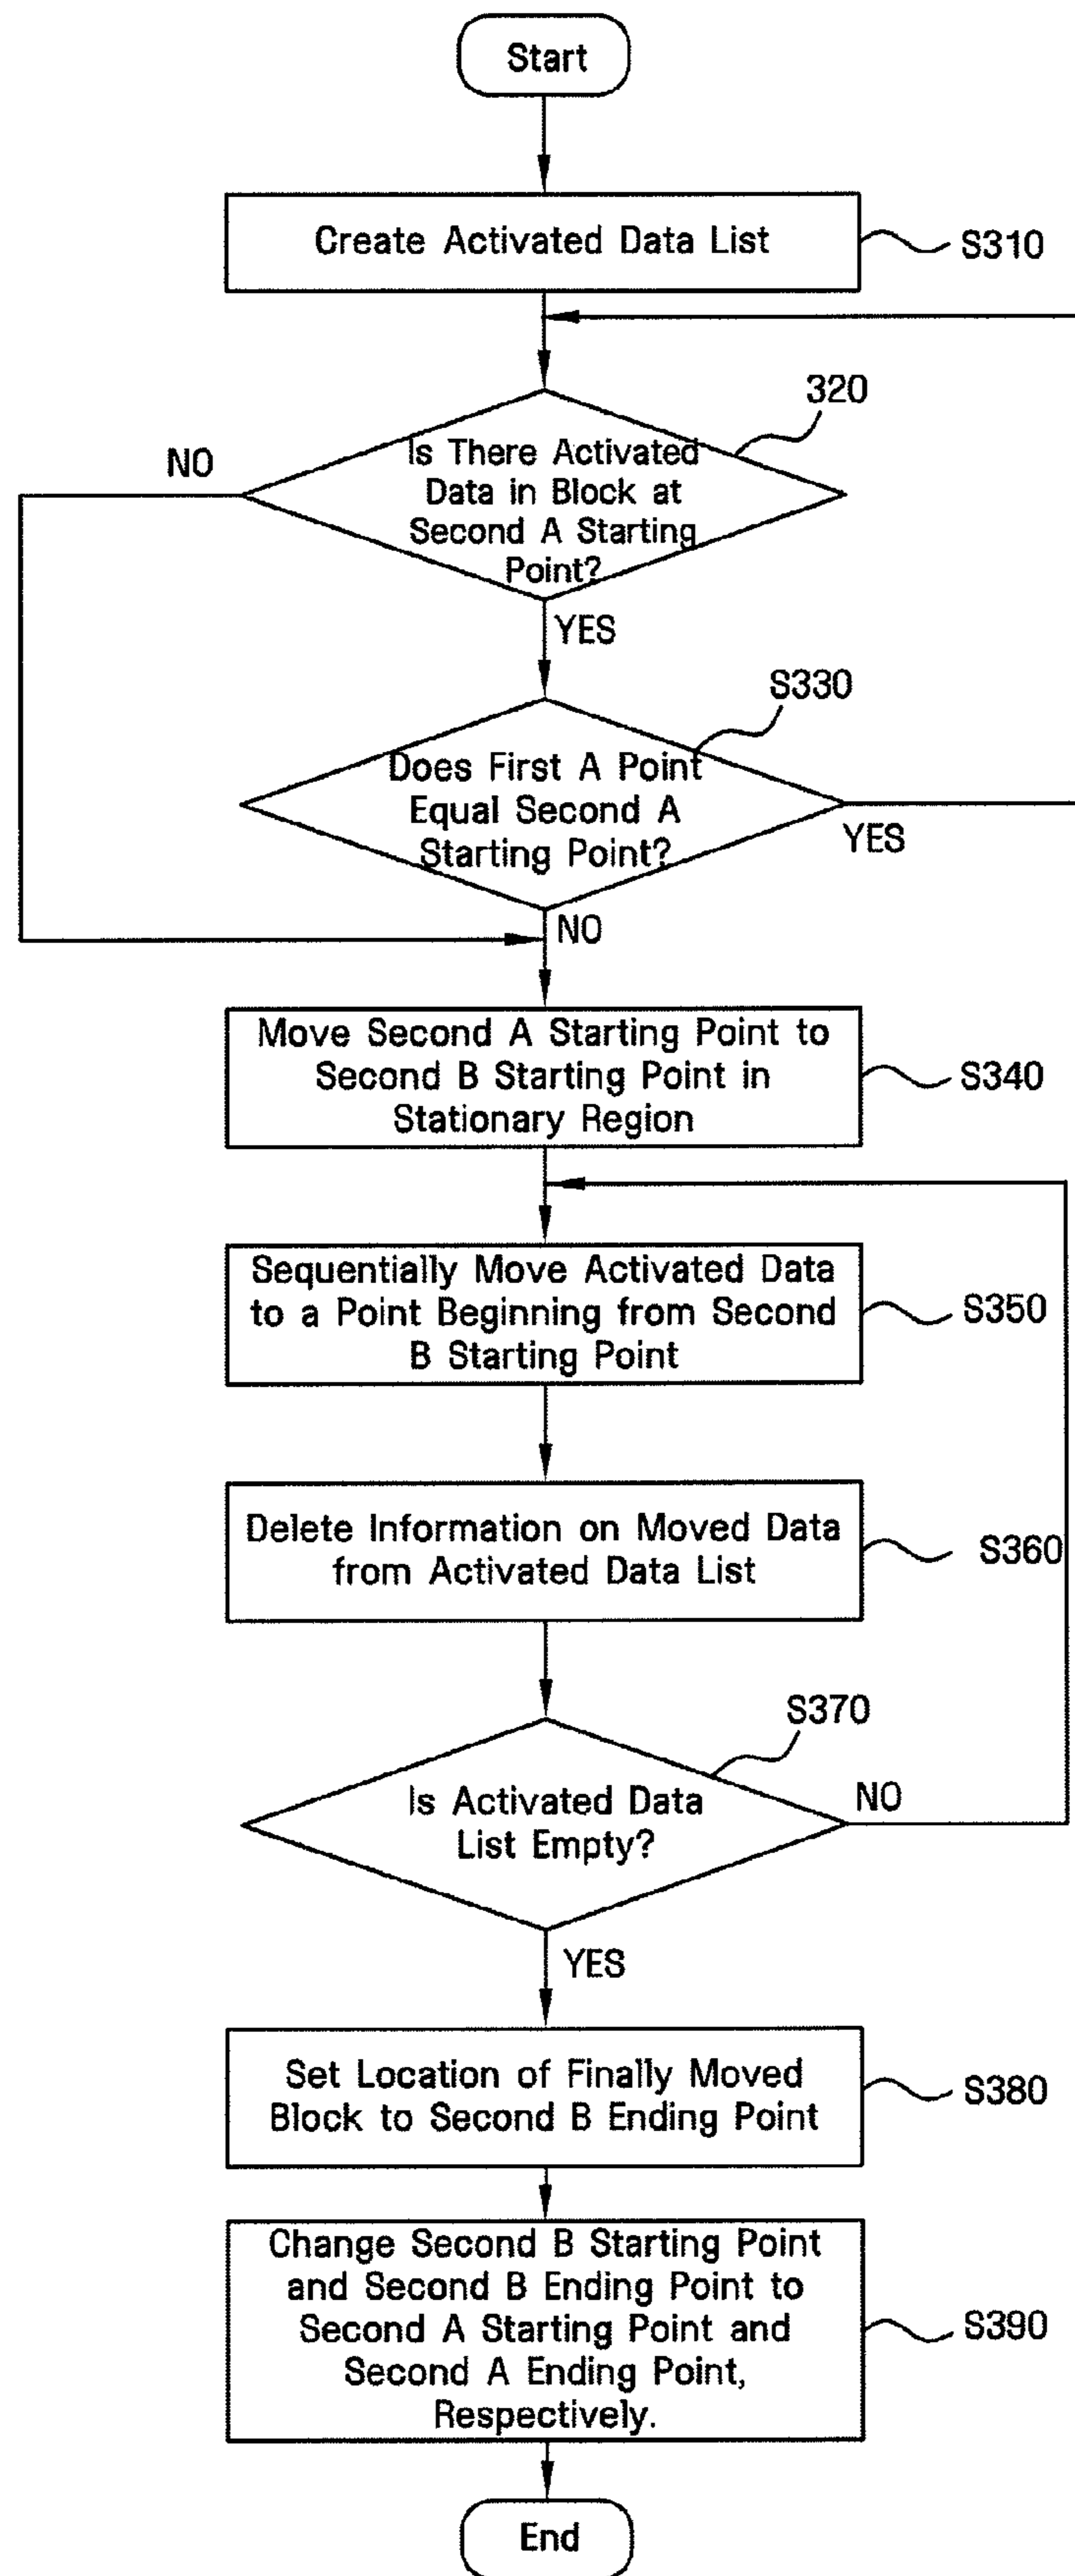 Start
Create Activated Data List
S310
320
NO
Is There Activated
Data in Block at
Second A Starting
Point?
YES
S330
Does First A Point
Equal Second A
Starting Point?
YES
NO
Move Second A Starting Point to
Second B Starting Point in
Stationary Region
S340
Sequentially Move Activated Data
to a Point Beginning from Second
B Starting Point
S350
Delete Information on Moved Data
from Activated Data List
S360
S370
Is Activated Data
List Empty?
NO
YES
Set Location of Finally Moved
Block to Second B Ending Point
S380
Change Second B Starting Point
and Second B Ending Point to
Second A Starting Point and
Second A Ending Point,
Respectively.
S390
End